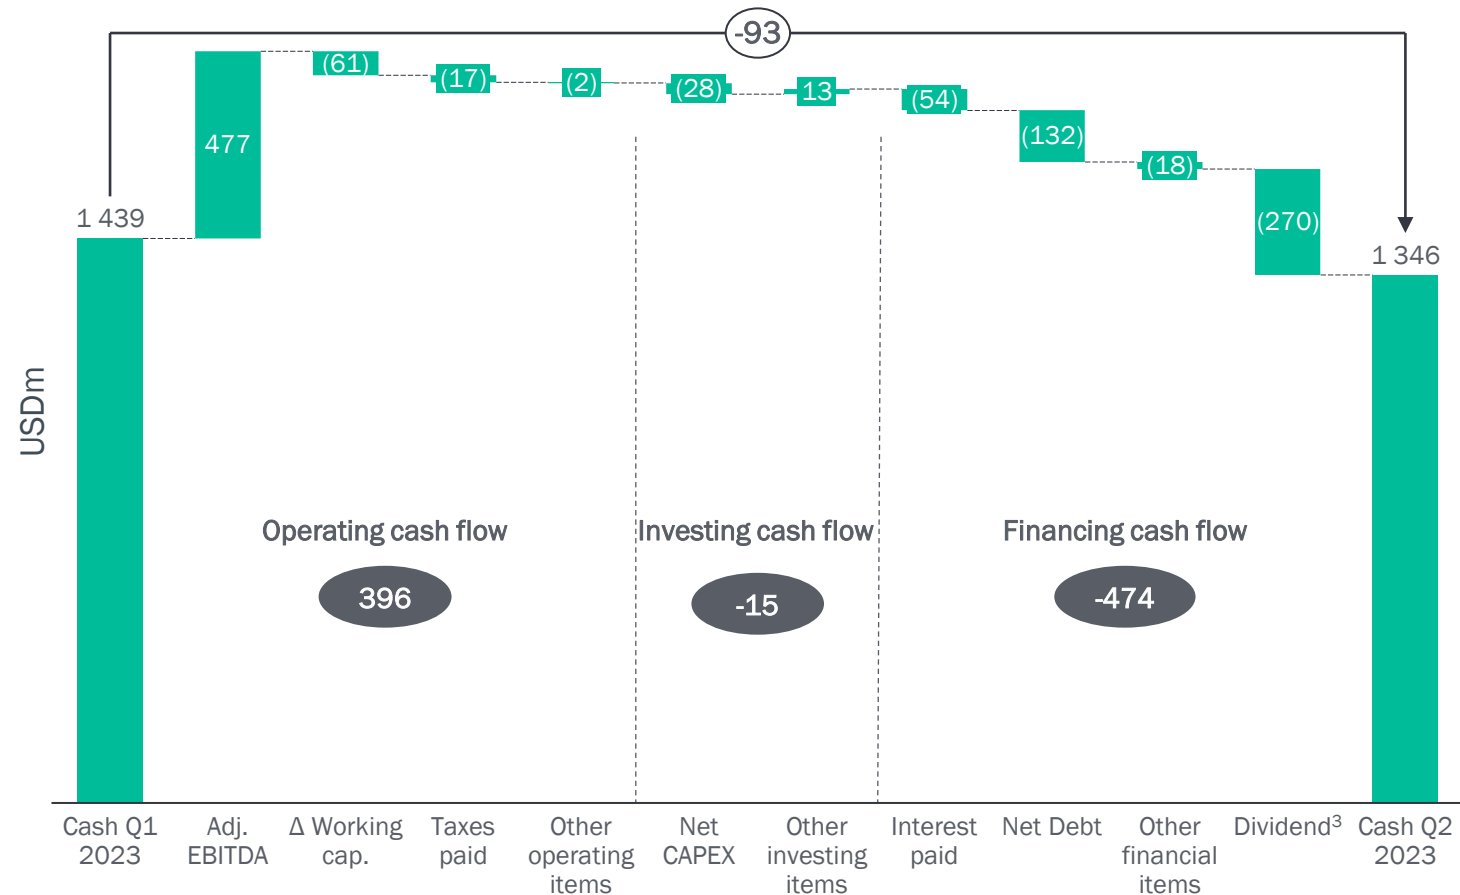 -93
(61)
(17)
(2)
(28)
13
(54)
477
(132)
(18)
(270)
1 439
1 346
USDm
Operating cash flow
396
Investing cash flow
-15
Financing cash flow
-474
Cash Q1
2023
Adj.
EBITDA
Δ Working
cap.
Taxes
paid
Other
operating
items
Net
CAPEX
Other
investing
items
Interest
paid
Net Debt
Other
financial
items
Dividend³
Cash Q2
2023